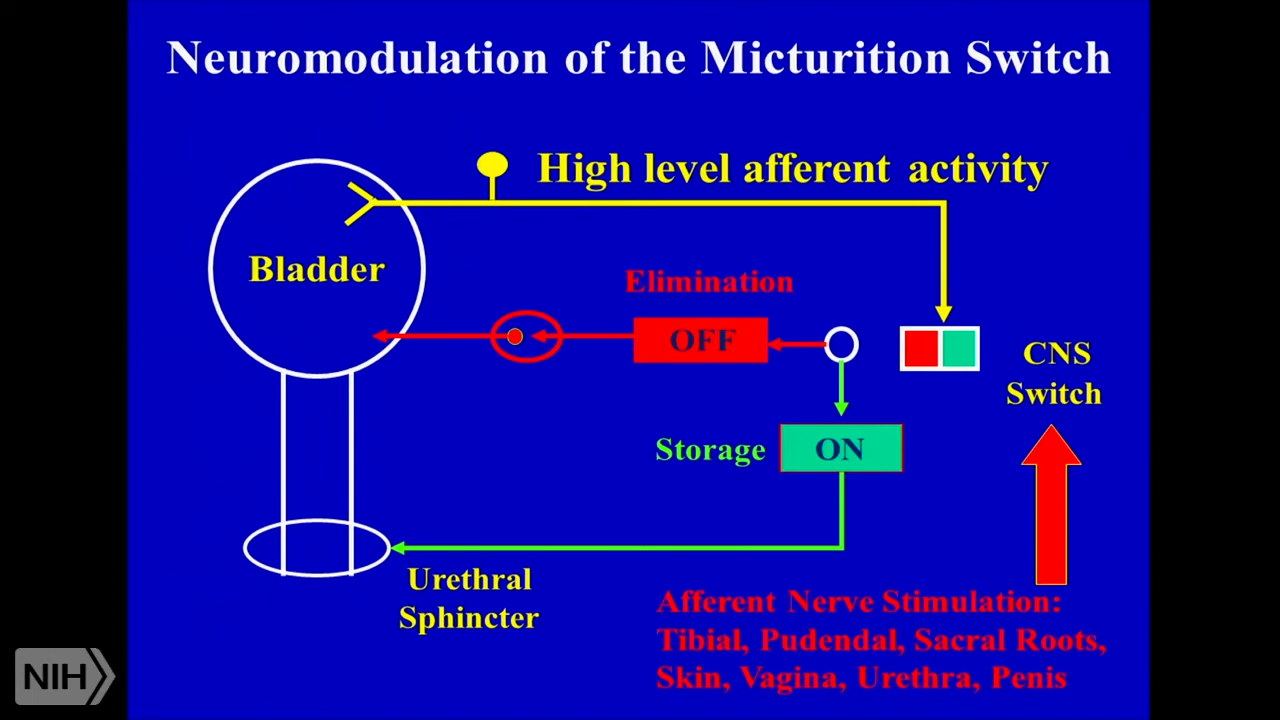 Neuromodulation of the Micturition Switch
High level afferent activity
Bladder
Elimination
OFF
CNS
Switch
Storage
ON
Urethral
Sphincter
Afferent Nerve Stimulation:
Tibial, Pudendal, Sacral Roots,
Skin, Vagina, Urethra, Penis
NIH